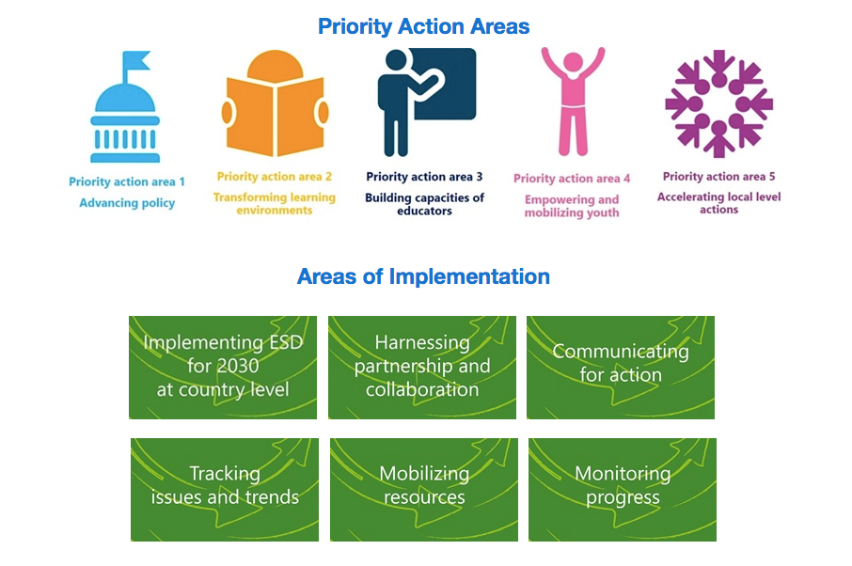 Priority Action Areas
Priority action area 1
Advancing policy
Priority action area 2
Transforming learning
environments
Priority action area 3
Building capacities of
educators
Priority action area 4
Empowering and
mobilizing youth
Priority action area 5
Accelerating local level
actions
Areas of Implementation
Implementing ESD
for 2030
at country level
Harnessing
partnership and
collaboration
Communicating
for action
Tracking
issues and trends
Mobilizing
resources
Monitoring
progress